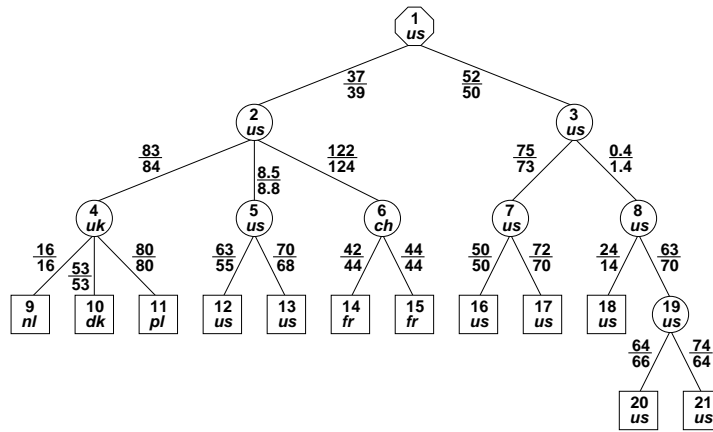 1
us
37 52
39 50
2 3
us us
83 8.5 122 75 0.4
84 8.8 124 73 1.4
4 5 6 7 8
uk us ch us us
16 53 80 63 70 42 44 50 72 24 63
16 53 80 55 68 44 44 50 70 14 70
9 10 11 12 13 14 15 16 17 18 19
nl dk pl us us fr fr us us us us
64 74
66 64
20 21
us us